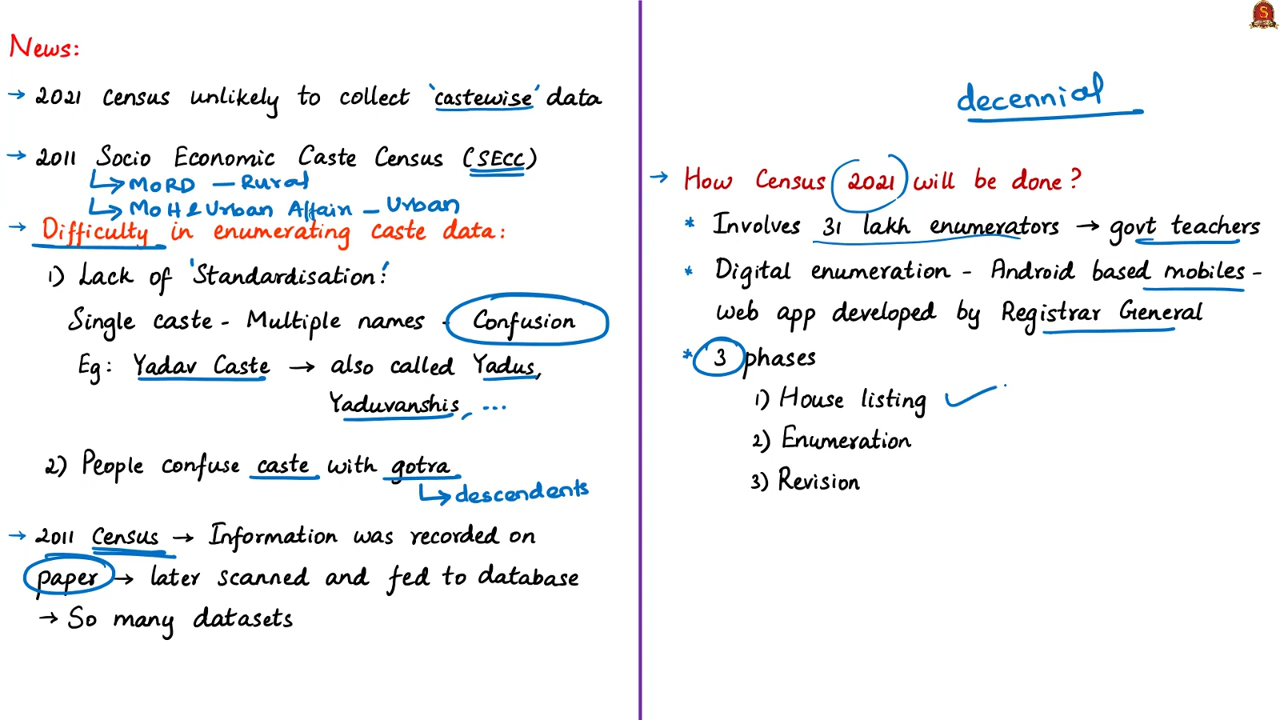 News:
→ 2021 census unlikely to collect 'castewise' data
→ 2011 Socio Economic Caste Census (SECC)
↳ MoRD – Rural
↳ MoH & Urban Affair – Urban
→ Difficulty in enumerating caste data:
1) Lack of 'Standardisation'.
Single caste - Multiple names - Confusion
Eg: Yadav Caste → also called Yadus,
Yaduvanshis, ...
2) People confuse caste with gotra
↳ descendents
→ 2011 Census → Information was recorded on
paper → later scanned and fed to database
→ So many datasets
S
decennial
→ How Census 2021 will be done?
* Involves 31 lakh enumerators → govt teachers
* Digital enumeration - Android based mobiles -
web app developed by Registrar General
* 3 phases
1) House listing ✓
2) Enumeration
3) Revision